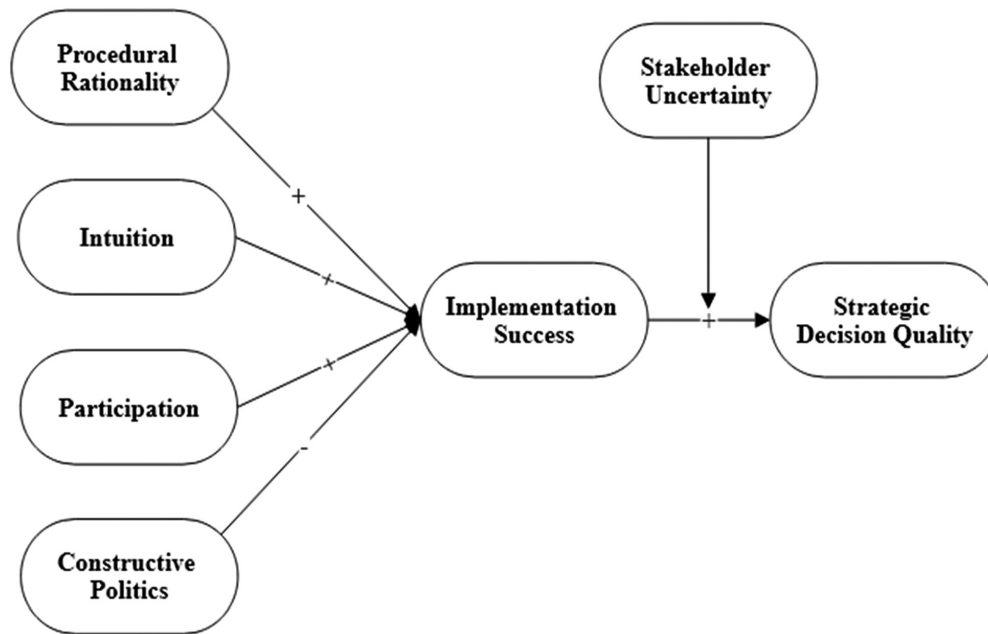 Procedural
Rationality
+
Intuition
+
Participation
+
Constructive
Politics
-
Implementation
Success
Stakeholder
Uncertainty
+
Strategic
Decision Quality